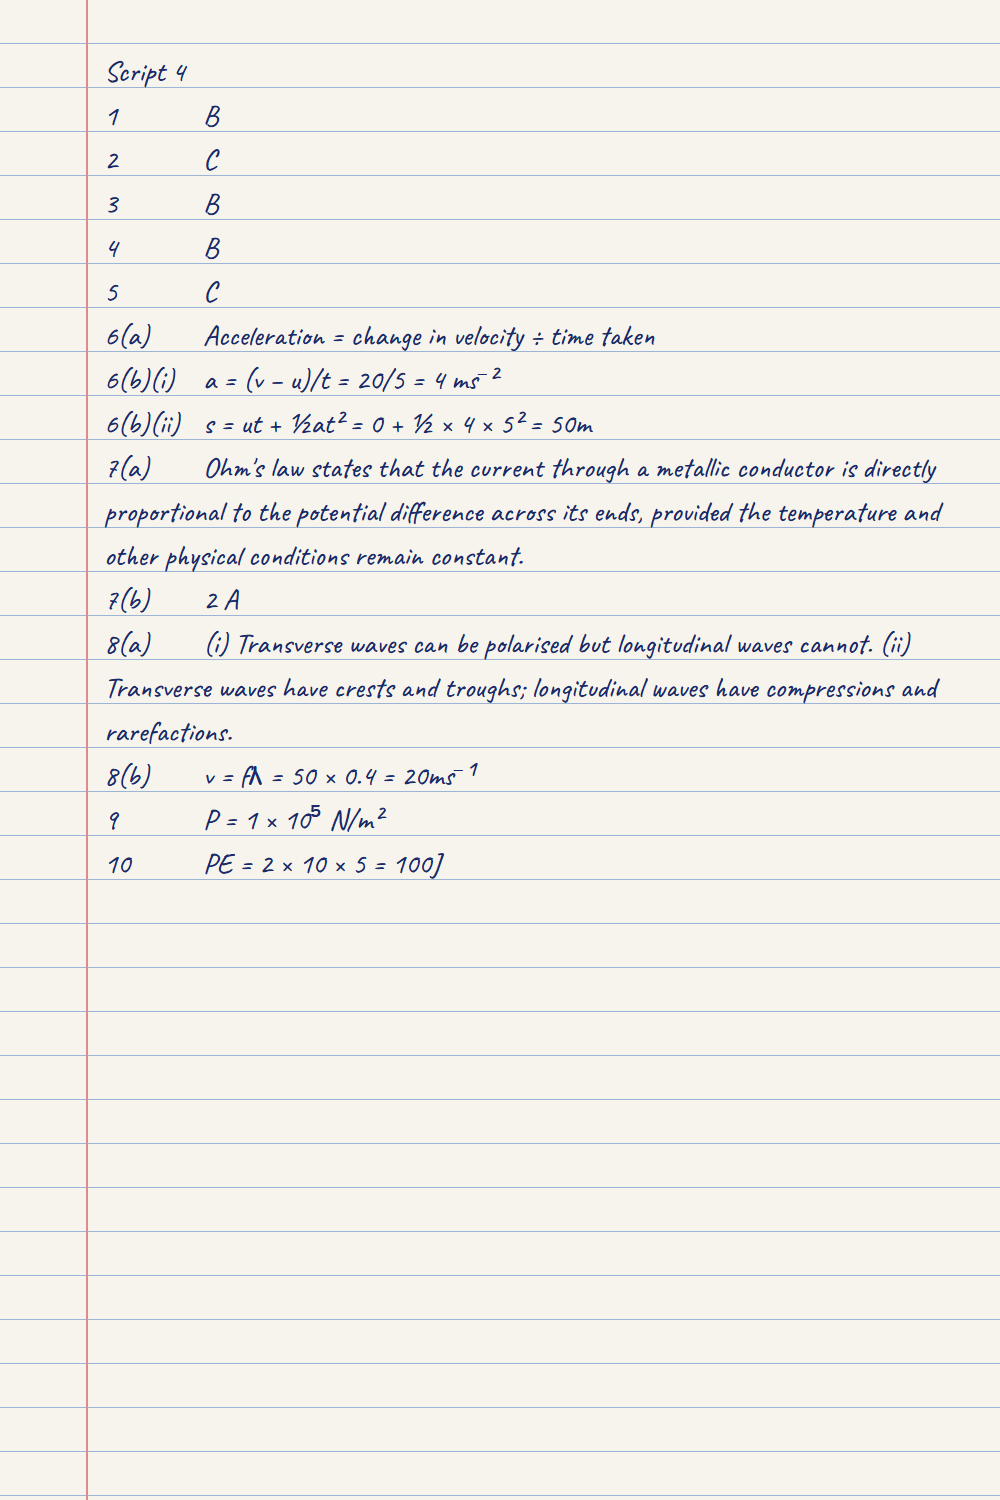 Script 4
1 B
2 C
3 B
4 B
5 C
6(a) Acceleration = change in velocity ÷ time taken
6(b)(i) a = (v – u)/t = 20/5 = 4 ms⁻²
6(b)(ii) s = ut + ½at² = 0 + ½ × 4 × 5² = 50m
7(a) Ohm's law states that the current through a metallic conductor is directly
proportional to the potential difference across its ends, provided the temperature and
other physical conditions remain constant.
7(b) 2 A
8(a) (i) Transverse waves can be polarised but longitudinal waves cannot. (ii)
Transverse waves have crests and troughs; longitudinal waves have compressions and
rarefactions.
8(b) v = fλ = 50 × 0.4 = 20ms⁻¹
9 P = 1 × 10⁵ N/m²
10 PE = 2 × 10 × 5 = 100J